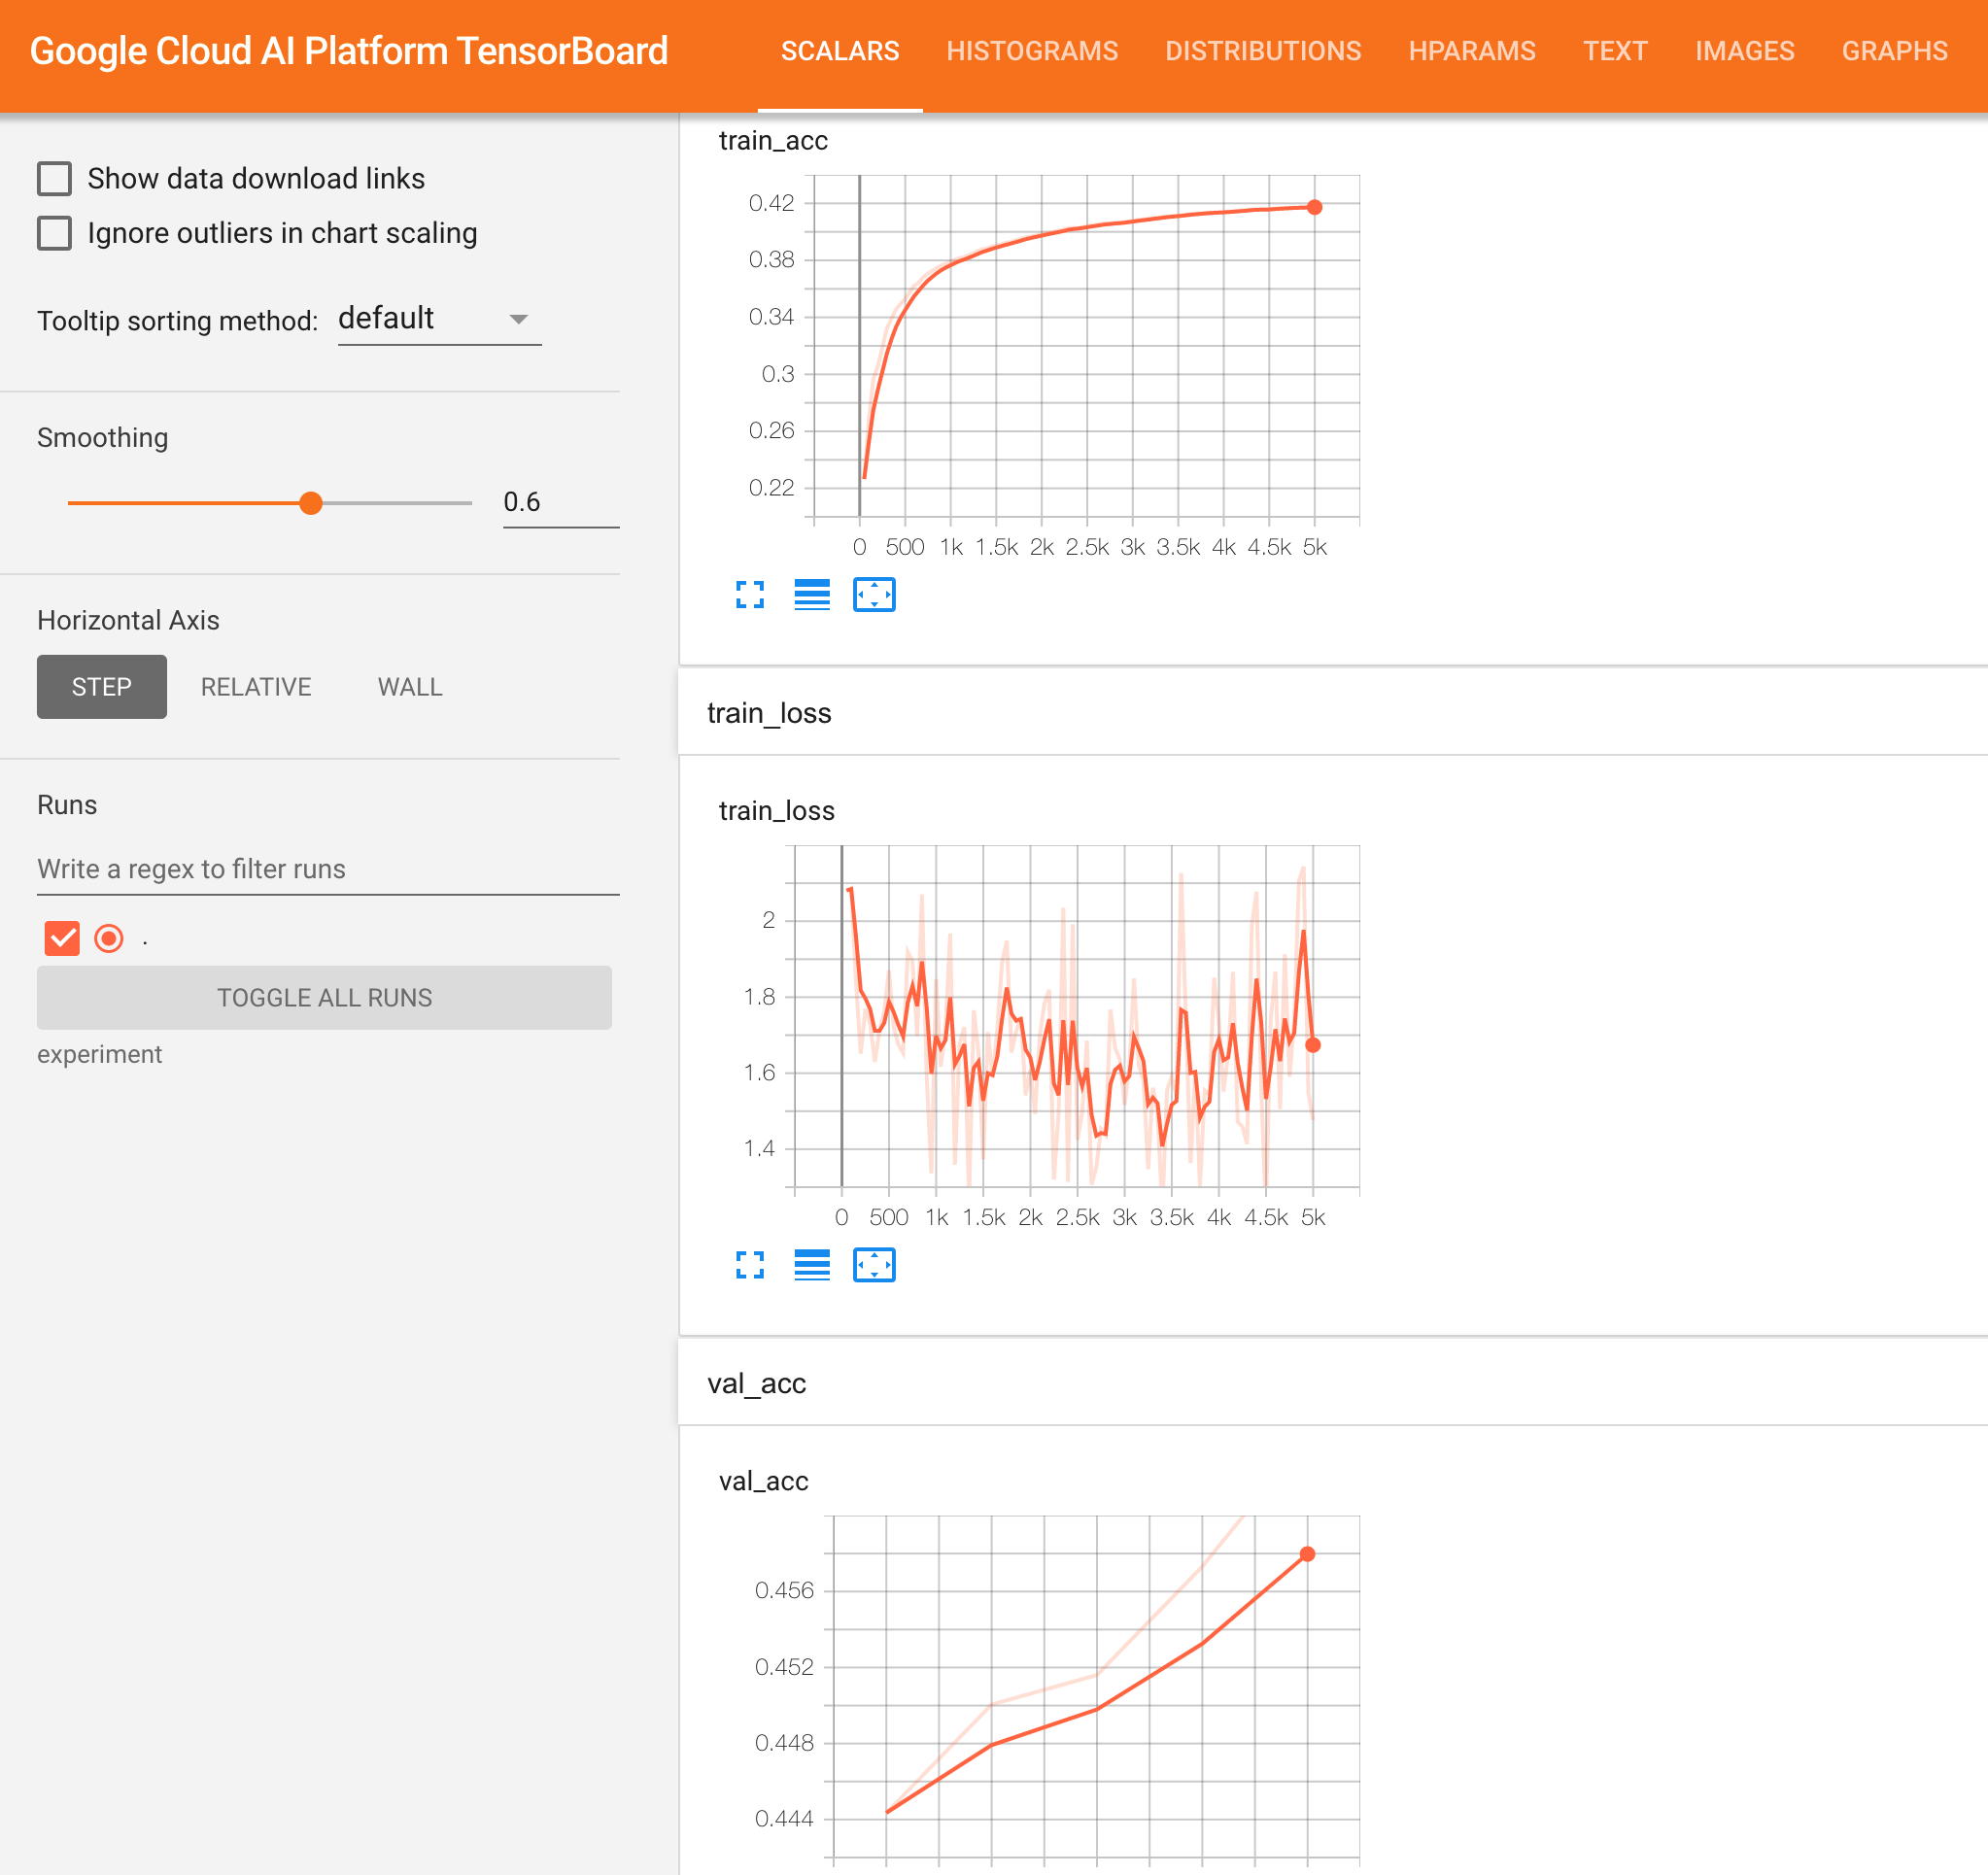 Google Cloud AI Platform TensorBoard
SCALARS HISTOGRAMS DISTRIBUTIONS HPARAMS TEXT IMAGES GRAPHS
Show data download links
Ignore outliers in chart scaling
Tooltip sorting method: default
Smoothing
0.6
Horizontal Axis
STEP RELATIVE WALL
Runs
Write a regex to filter runs
.
TOGGLE ALL RUNS
experiment
train_acc
0.42
0.38
0.34
0.3
0.26
0.22
0 500 1k 1.5k 2k 2.5k 3k 3.5k 4k 4.5k 5k
train_loss
train_loss
2
1.8
1.6
1.4
0 500 1k 1.5k 2k 2.5k 3k 3.5k 4k 4.5k 5k
val_acc
val_acc
0.456
0.452
0.448
0.444